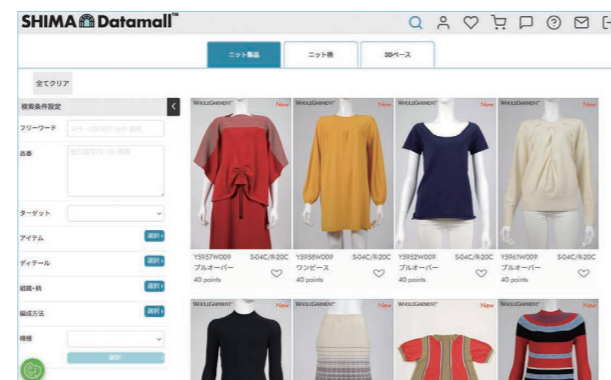 SHIMA Datamall™
ニット製品 ニット柄 3Dベース
全てクリア
検索条件設定
フリーワード
品番
ターゲット
アイテム 選択
ディテール 選択
組織・柄 選択
編成方法 選択
機種
選択
WHOLEGARMENT New WHOLEGARMENT New WHOLEGARMENT New WHOLEGARMENT New
YS957W009 S-04C/R-20C YS958W009 S-04C/R-20C YS952W009 S-04C/R-20C YS961W009 S-04C/R-20C
プルオーバー ワンピース プルオーバー プルオーバー
40 points 40 points 40 points 40 points
WHOLEGARMENT New WHOLEGARMENT New WHOLEGARMENT New WHOLEGARMENT New